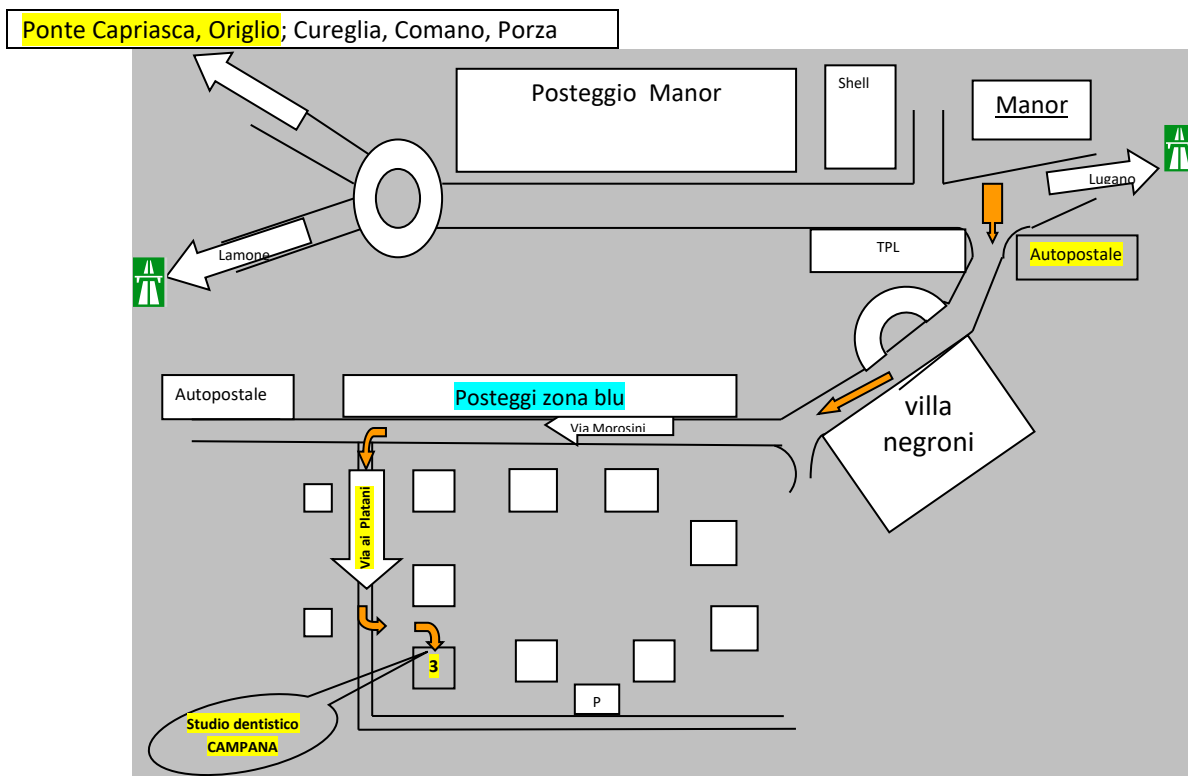 Ponte Capriasca, Origlio; Cureglia, Comano, Porza
Posteggio Manor
Shell
Manor
Lugano
Lamone
TPL
Autopostale
Autopostale
Posteggi zona blu
Via Morosini
villa
negroni
Via ai Platani
3
P
Studio dentistico
CAMPANA